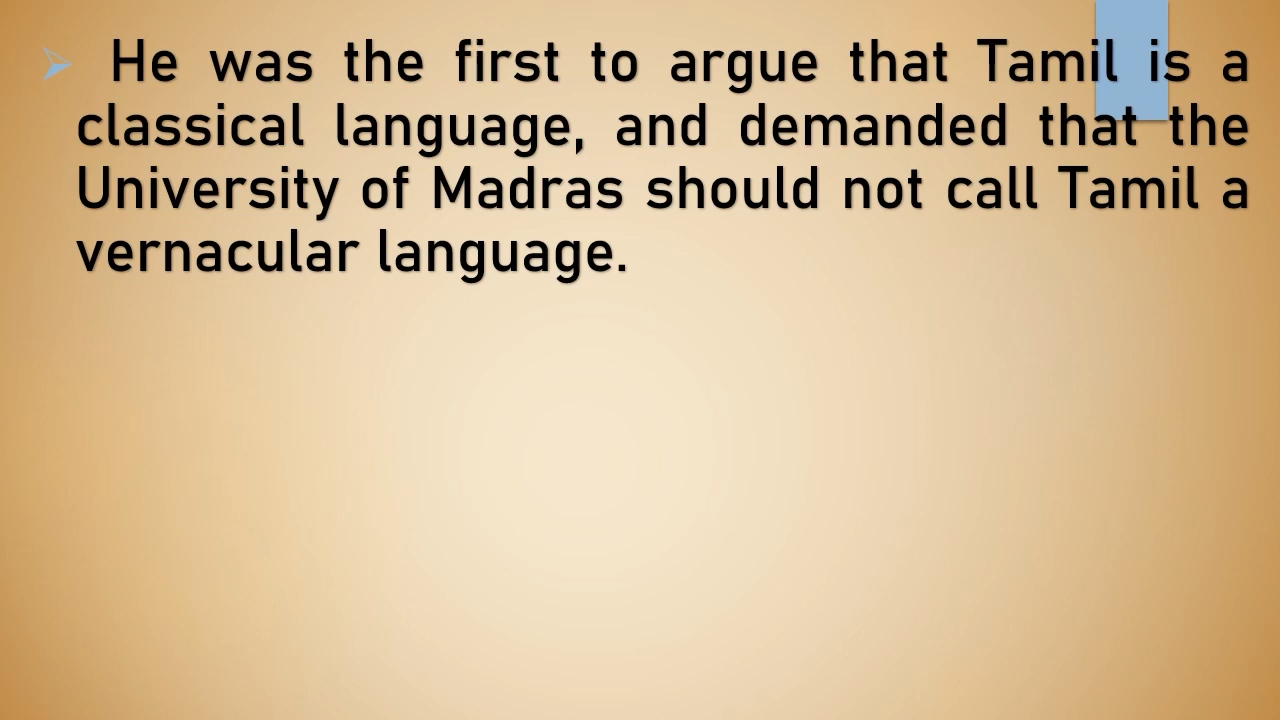 He was the first to argue that Tamil is a
classical language, and demanded that the
University of Madras should not call Tamil a
vernacular language.